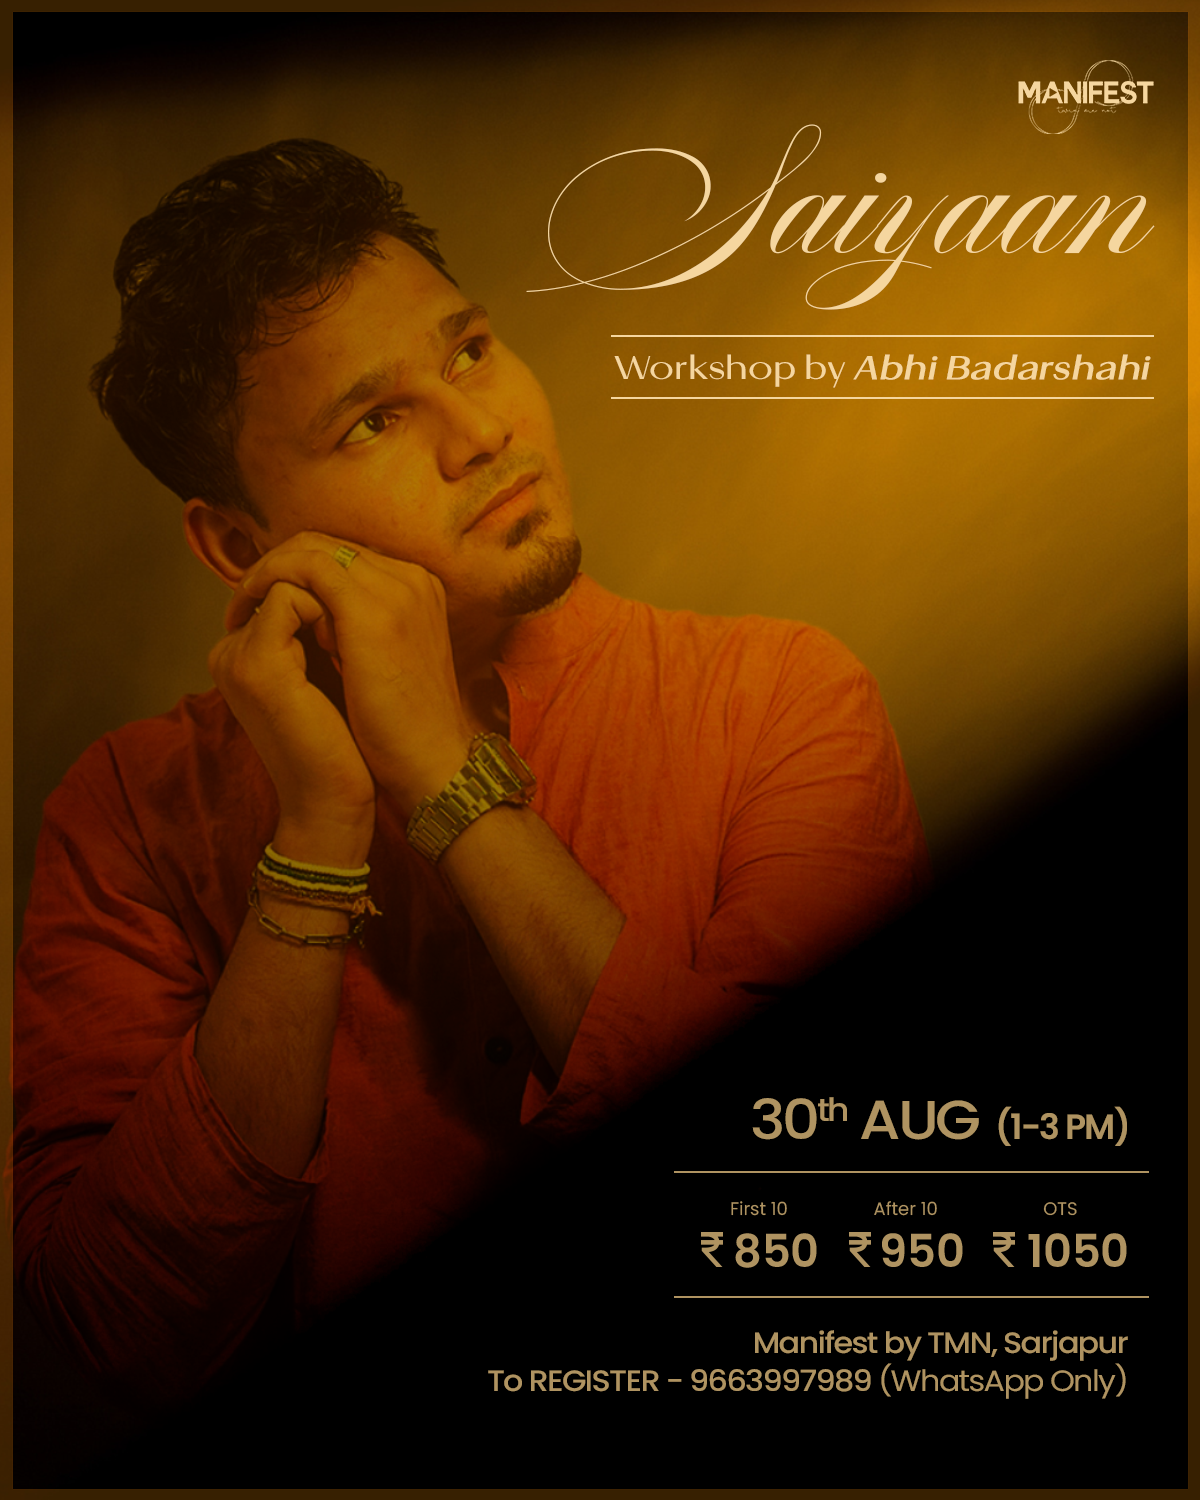 MANIFEST
Saiyaan
Workshop by Abhi Badarshahi
30th AUG (1-3 PM)
First 10 After 10 OTS
₹ 850 ₹ 950 ₹ 1050
Manifest by TMN, Sarjapur
To REGISTER - 9663997989 (WhatsApp Only)